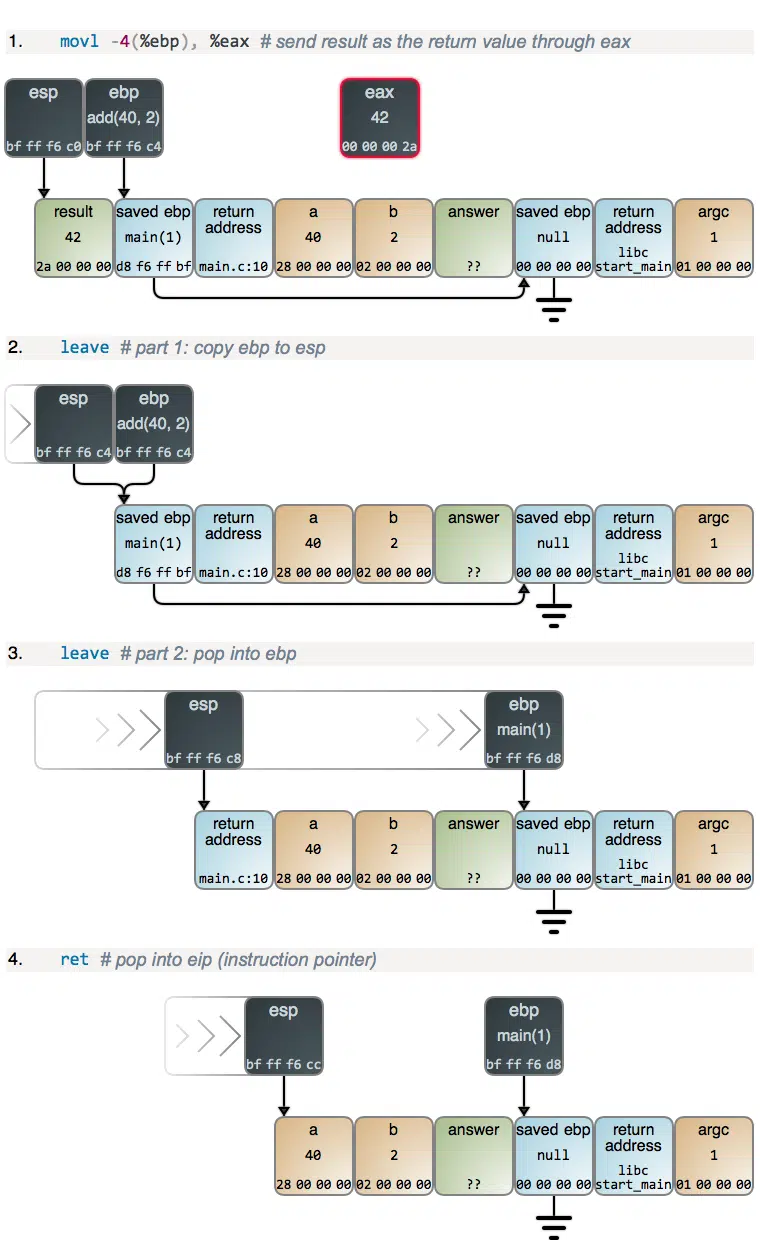 1. movl -4(%ebp), %eax # send result as the return value through eax
esp ebp eax
add(40, 2) 42
bf ff f6 c0 bf ff f6 c4 00 00 00 2a
result saved ebp return address a b answer saved ebp return address argc
42 main(1) 40 2 null libc 1
2a 00 00 00 d8 f6 ff bf main.c:10 28 00 00 00 02 00 00 00 ?? 00 00 00 00 start_main 01 00 00 00
2. leave # part 1: copy ebp to esp
esp ebp
add(40, 2)
bf ff f6 c4 bf ff f6 c4
saved ebp return address a b answer saved ebp return address argc
main(1) 40 2 null libc 1
d8 f6 ff bf main.c:10 28 00 00 00 02 00 00 00 ?? 00 00 00 00 start_main 01 00 00 00
3. leave # part 2: pop into ebp
esp ebp
main(1)
bf ff f6 c8 bf ff f6 d8
return address a b answer saved ebp return address argc
40 2 null libc 1
main.c:10 28 00 00 00 02 00 00 00 ?? 00 00 00 00 start_main 01 00 00 00
4. ret # pop into eip (instruction pointer)
esp ebp
main(1)
bf ff f6 cc bf ff f6 d8
a b answer saved ebp return address argc
40 2 null libc 1
28 00 00 00 02 00 00 00 ?? 00 00 00 00 start_main 01 00 00 00